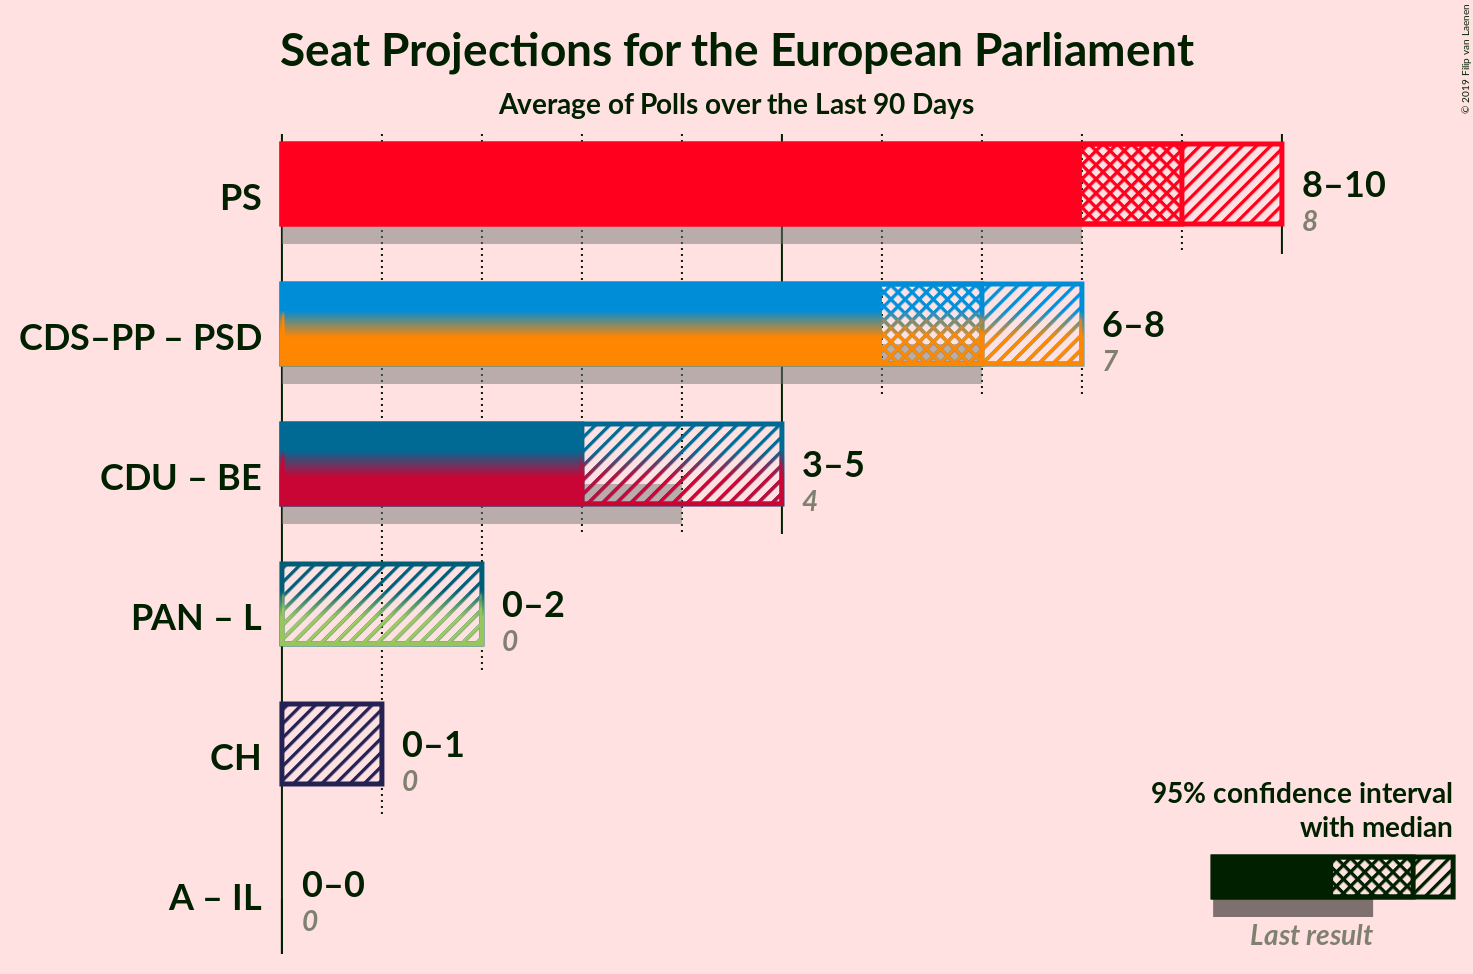 Seat Projections for the European Parliament
Average of Polls over the Last 90 Days
© 2019 Filip van Laenen
PS
8–10
8
CDS–PP – PSD
6–8
7
CDU – BE
3–5
4
PAN – L
0–2
0
CH
0–1
0
A – IL
0–0
0
95% confidence interval
with median
Last result